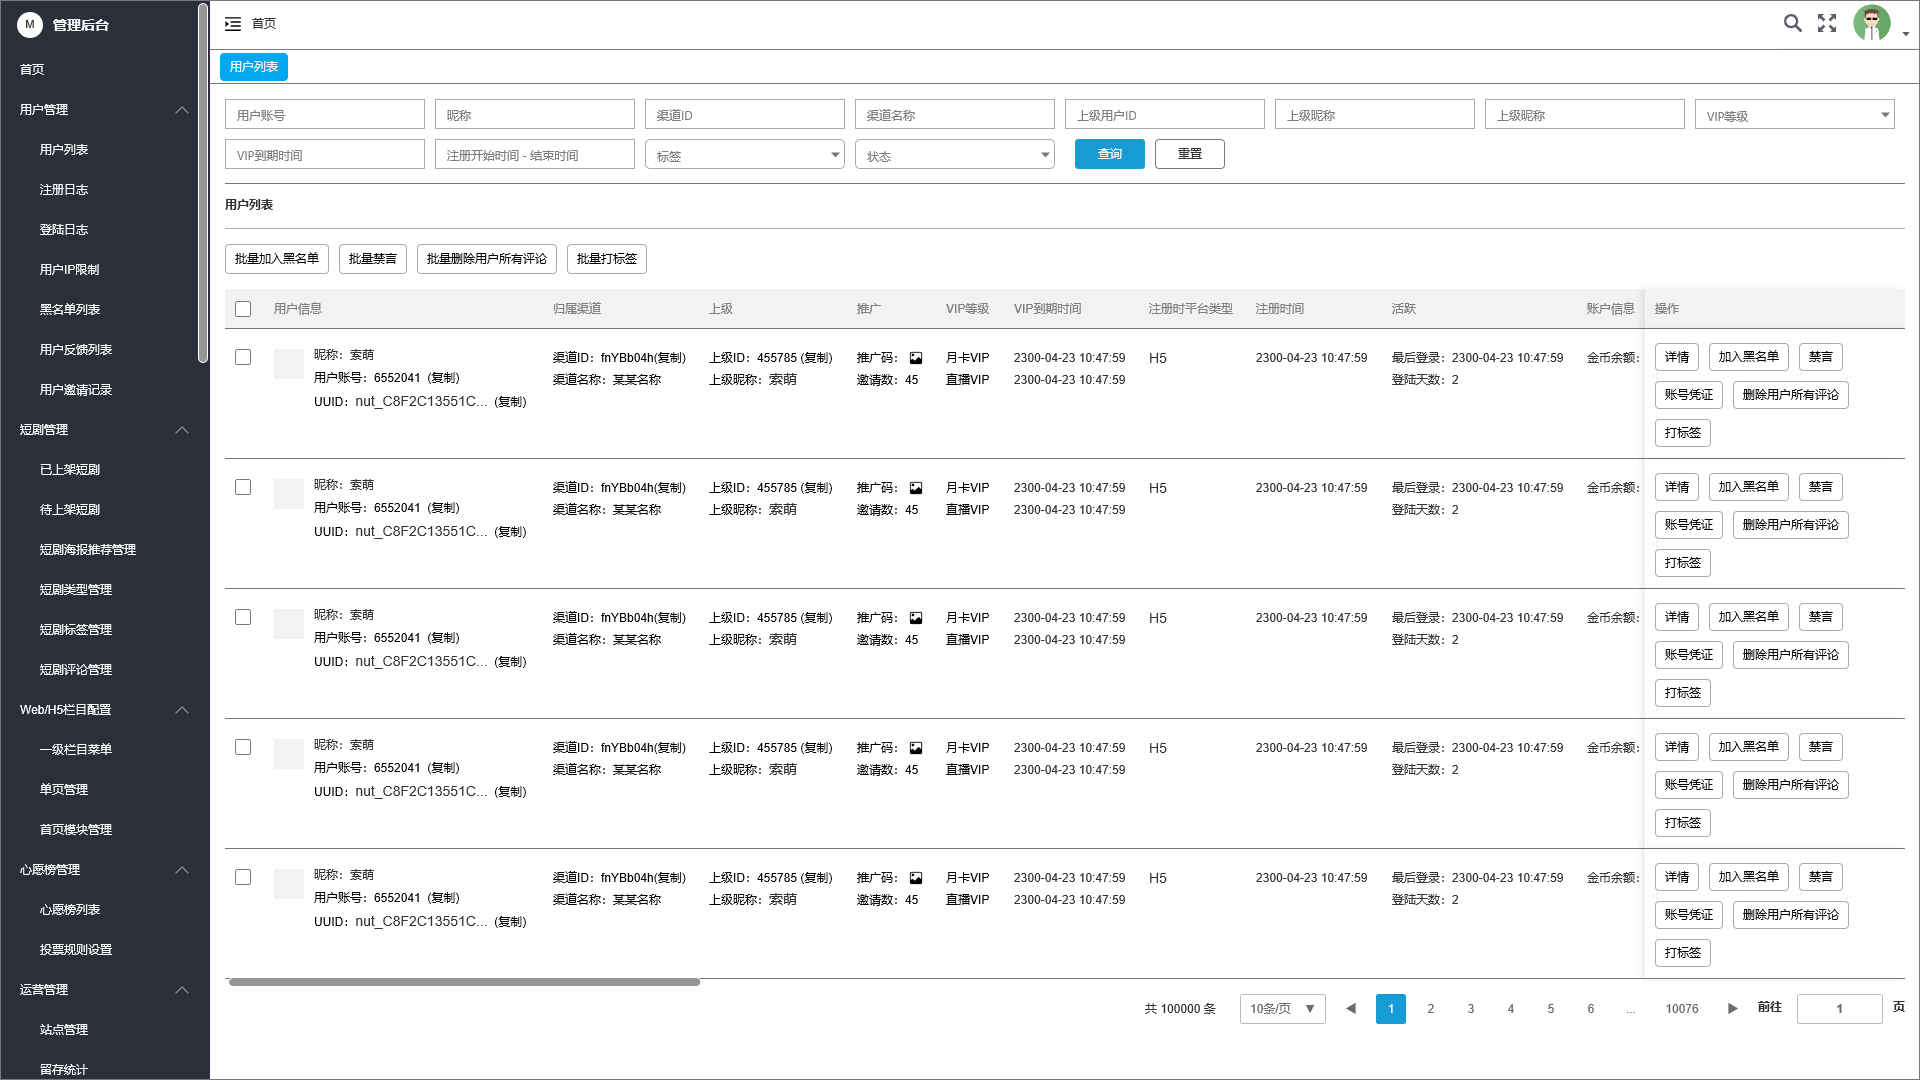 M 管理后台
首页
用户管理
用户列表
注册日志
登陆日志
用户IP限制
黑名单列表
用户反馈列表
用户邀请记录
短剧管理
已上架短剧
待上架短剧
短剧海报推荐管理
短剧类型管理
短剧标签管理
短剧评论管理
Web/H5栏目配置
一级栏目菜单
单页管理
首页模块管理
心愿榜管理
心愿榜列表
投票规则设置
运营管理
站点管理
留存统计
首页
用户列表
用户账号 昵称 渠道ID 渠道名称 上级用户ID 上级昵称 上级昵称 VIP等级
VIP到期时间 注册开始时间 - 结束时间 标签 状态 查询 重置
用户列表
批量加入黑名单 批量禁言 批量删除用户所有评论 批量打标签
用户信息 归属渠道 上级 推广 VIP等级 VIP到期时间 注册时平台类型 注册时间 活跃 账户信息 操作
昵称：索萌 渠道ID：fnYBb04h(复制) 上级ID：455785 (复制) 推广码： 月卡VIP 2300-04-23 10:47:59 H5 2300-04-23 10:47:59 最后登录：2300-04-23 10:47:59 金币余额： 详情 加入黑名单 禁言
用户账号：6552041 (复制) 渠道名称：某某名称 上级昵称：索萌 邀请数：45 直播VIP 2300-04-23 10:47:59 登陆天数：2
UUID：nut_C8F2C13551C... (复制) 账号凭证 删除用户所有评论
打标签
昵称：索萌 渠道ID：fnYBb04h(复制) 上级ID：455785 (复制) 推广码： 月卡VIP 2300-04-23 10:47:59 H5 2300-04-23 10:47:59 最后登录：2300-04-23 10:47:59 金币余额： 详情 加入黑名单 禁言
用户账号：6552041 (复制) 渠道名称：某某名称 上级昵称：索萌 邀请数：45 直播VIP 2300-04-23 10:47:59 登陆天数：2
UUID：nut_C8F2C13551C... (复制) 账号凭证 删除用户所有评论
打标签
昵称：索萌 渠道ID：fnYBb04h(复制) 上级ID：455785 (复制) 推广码： 月卡VIP 2300-04-23 10:47:59 H5 2300-04-23 10:47:59 最后登录：2300-04-23 10:47:59 金币余额： 详情 加入黑名单 禁言
用户账号：6552041 (复制) 渠道名称：某某名称 上级昵称：索萌 邀请数：45 直播VIP 2300-04-23 10:47:59 登陆天数：2
UUID：nut_C8F2C13551C... (复制) 账号凭证 删除用户所有评论
打标签
昵称：索萌 渠道ID：fnYBb04h(复制) 上级ID：455785 (复制) 推广码： 月卡VIP 2300-04-23 10:47:59 H5 2300-04-23 10:47:59 最后登录：2300-04-23 10:47:59 金币余额： 详情 加入黑名单 禁言
用户账号：6552041 (复制) 渠道名称：某某名称 上级昵称：索萌 邀请数：45 直播VIP 2300-04-23 10:47:59 登陆天数：2
UUID：nut_C8F2C13551C... (复制) 账号凭证 删除用户所有评论
打标签
昵称：索萌 渠道ID：fnYBb04h(复制) 上级ID：455785 (复制) 推广码： 月卡VIP 2300-04-23 10:47:59 H5 2300-04-23 10:47:59 最后登录：2300-04-23 10:47:59 金币余额： 详情 加入黑名单 禁言
用户账号：6552041 (复制) 渠道名称：某某名称 上级昵称：索萌 邀请数：45 直播VIP 2300-04-23 10:47:59 登陆天数：2
UUID：nut_C8F2C13551C... (复制) 账号凭证 删除用户所有评论
打标签
共 100000 条 10条/页 1 2 3 4 5 6 ... 10076 前往 1 页